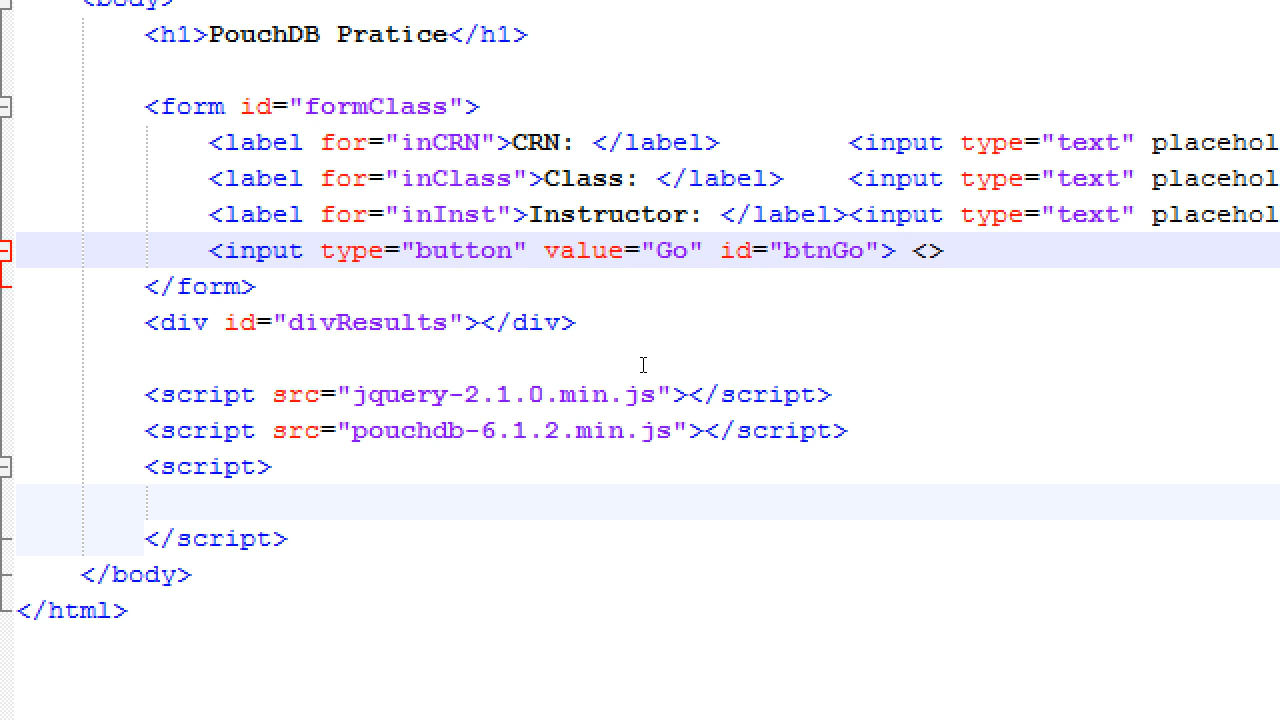 <body>
<h1>PouchDB Pratice</h1>
<form id="formClass">
<label for="inCRN">CRN: </label> <input type="text" placehol
<label for="inClass">Class: </label> <input type="text" placehol
<label for="inInst">Instructor: </label><input type="text" placehol
<input type="button" value="Go" id="btnGo"> <>
</form>
<div id="divResults"></div>
<script src="jquery-2.1.0.min.js"></script>
<script src="pouchdb-6.1.2.min.js"></script>
<script>
</script>
</body>
</html>